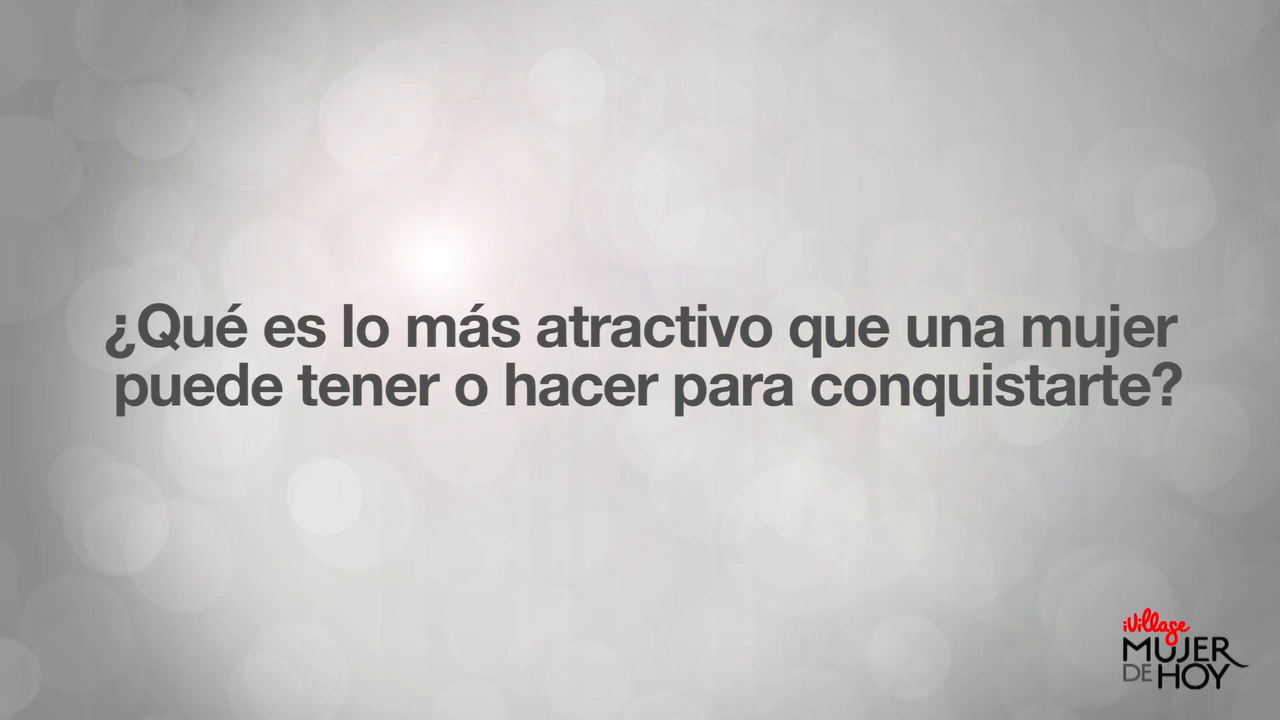 ¿Qué es lo más atractivo que una mujer
puede tener o hacer para conquistarte?
iVillage
MUJER
DE HOY